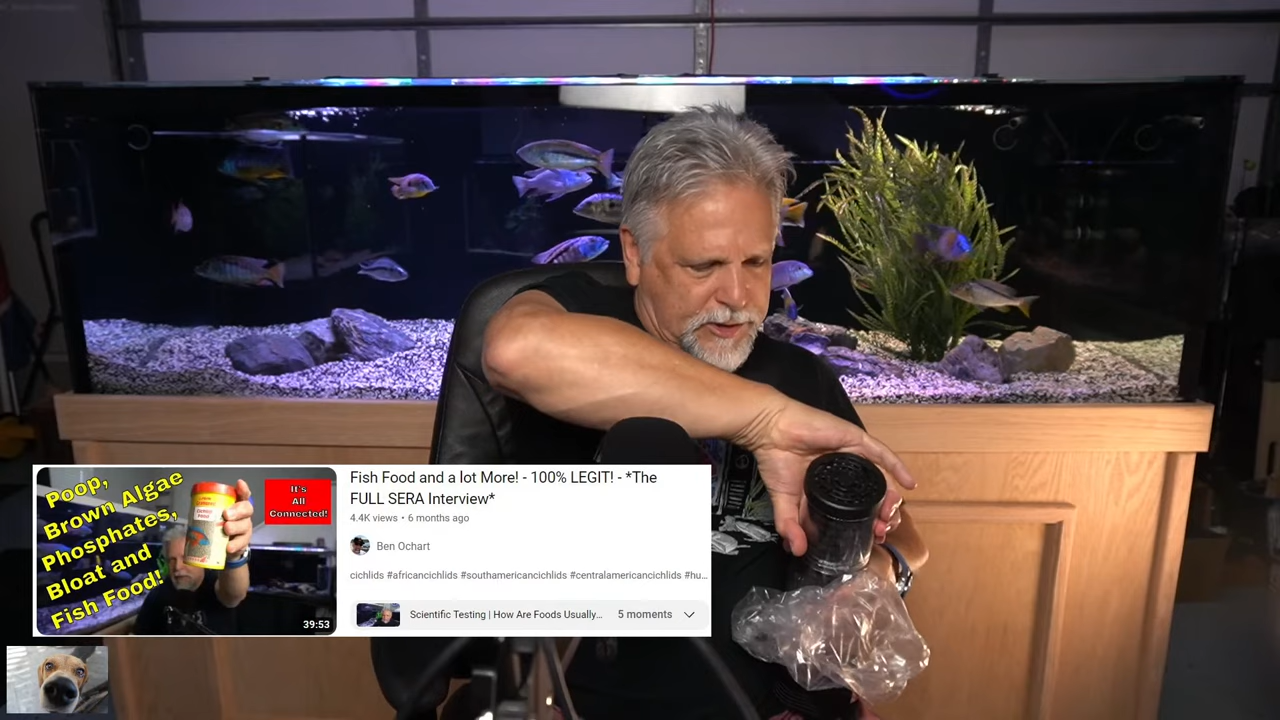 Poop,
Brown Algae
Phosphates,
Bloat and
Fish Food!
It's
All
Connected!
39:53
Fish Food and a lot More! - 100% LEGIT! - *The
FULL SERA Interview*
4.4K views • 6 months ago
Ben Ochart
cichlids #africancichlids #southamericancichlids #centralamericancichlids #hu...
Scientific Testing | How Are Foods Usually... 5 moments